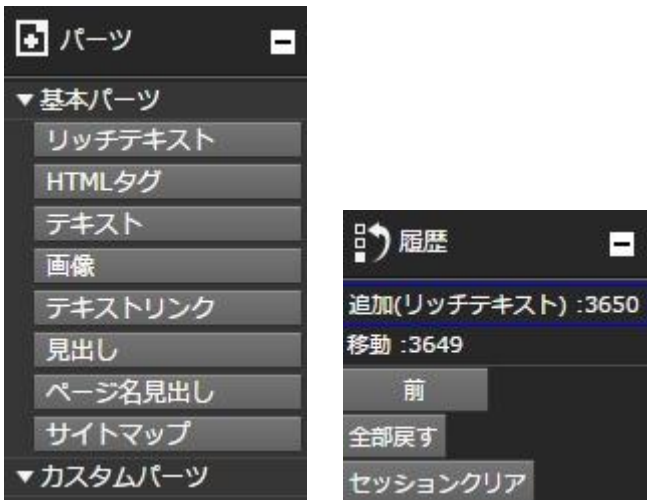 パーツ
▼基本パーツ
リッチテキスト
HTMLタグ
テキスト
画像
テキストリンク
見出し
ページ名見出し
サイトマップ
▼カスタムパーツ
履歴
追加(リッチテキスト) :3650
移動 :3649
前
全部戻す
セッションクリア